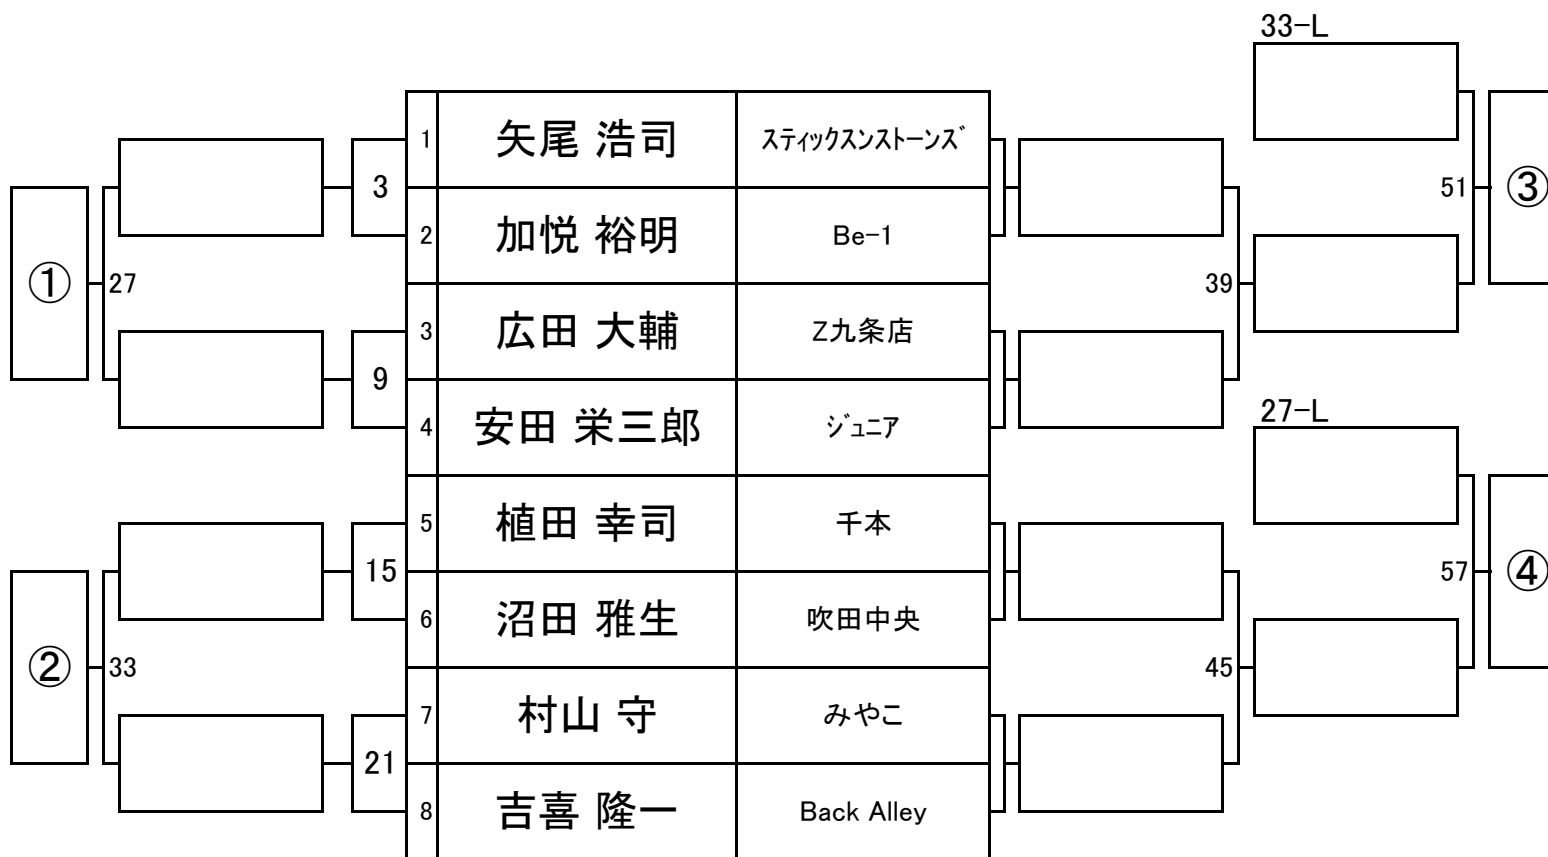 33-L
1 矢尾 浩司 スティックスンストーンズ
3 51 ③
2 加悦 裕明 Be-1
① 27 39
3 広田 大輔 Z九条店
9
4 安田 栄三郎 ジュニア 27-L
5 植田 幸司 千本
15 57 ④
6 沼田 雅生 吹田中央
② 33 45
7 村山 守 みやこ
21
8 吉喜 隆一 Back Alley